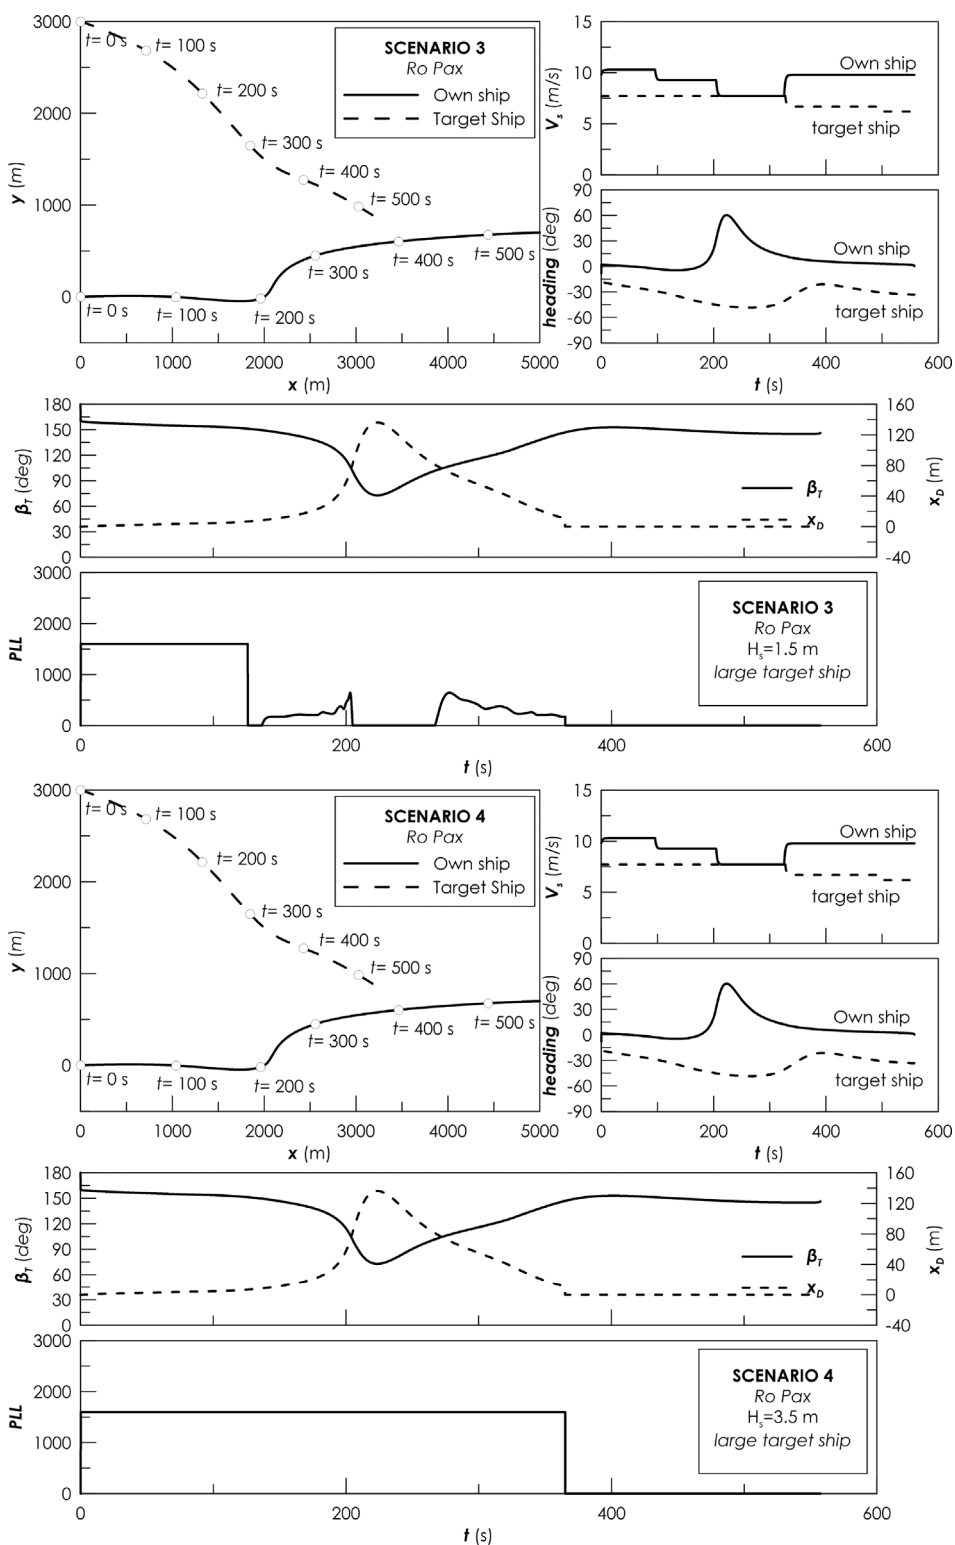 3000
2000
1000
0
y (m)
t= 0 s
t= 100 s
t= 200 s
t= 300 s
t= 400 s
t= 500 s
SCENARIO 3
Ro Pax
Own ship
Target Ship
t= 0 s
t= 100 s
t= 200 s
t= 300 s
t= 400 s
t= 500 s
0 1000 2000 3000 4000 5000
x (m)
15
10
5
0
Vs (m/s)
Own ship
target ship
90
60
30
0
-30
-60
-90
heading (deg)
Own ship
target ship
0 200 400 600
t (s)
180
150
120
90
60
30
0
βT (deg)
βT
xD
160
120
80
40
0
-40
xD (m)
3000
2000
1000
0
PLL
SCENARIO 3
Ro Pax
Hs=1.5 m
large target ship
0 200 400 600
t (s)
3000
2000
1000
0
y (m)
t= 0 s
t= 100 s
t= 200 s
t= 300 s
t= 400 s
t= 500 s
SCENARIO 4
Ro Pax
Own ship
Target Ship
t= 0 s
t= 100 s
t= 200 s
t= 300 s
t= 400 s
t= 500 s
0 1000 2000 3000 4000 5000
x (m)
15
10
5
0
Vs (m/s)
Own ship
target ship
90
60
30
0
-30
-60
-90
heading (deg)
Own ship
target ship
0 200 400 600
t (s)
180
150
120
90
60
30
0
βT (deg)
βT
xD
160
120
80
40
0
-40
xD (m)
3000
2000
1000
0
PLL
SCENARIO 4
Ro Pax
Hs=3.5 m
large target ship
0 200 400 600
t (s)